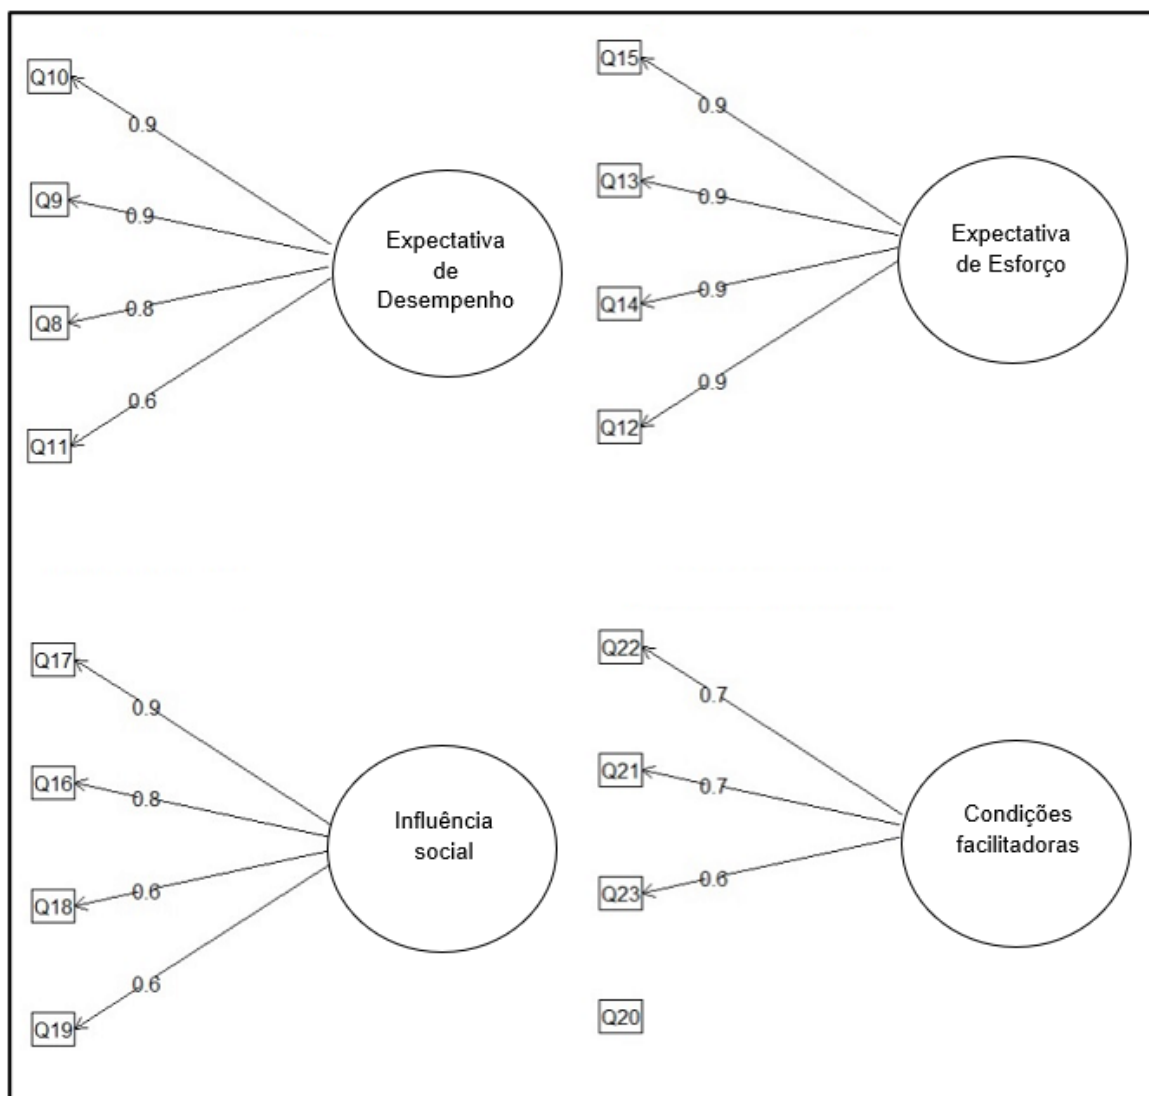 Q10
0.9
Q9
0.9
Q8
0.8
Q11
0.6
Expectativa
de
Desempenho
Q15
0.9
Q13
0.9
Q14
0.9
Q12
0.9
Expectativa
de Esforço
Q17
0.9
Q16
0.8
Q18
0.6
Q19
0.6
Influência
social
Q22
0.7
Q21
0.7
Q23
0.6
Q20
Condições
facilitadoras